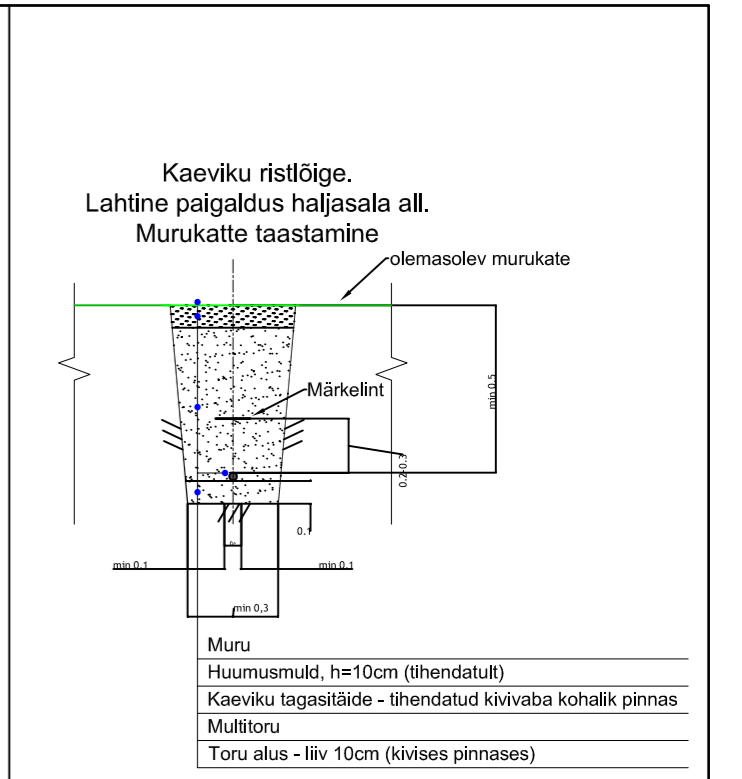 Kaeviku ristlõige.
Lahtine paigaldus haljasala all.
Murukatte taastamine
olemasolev murukate
min 0.5
Märkelint
0.2-0.3
0.1
min 0.1
min 0.1
min 0,3
Muru
Huumusmuld, h=10cm (tihendatult)
Kaeviku tagasitäide - tihendatud kivivaba kohalik pinnas
Multitoru
Toru alus - liiv 10cm (kivises pinnases)